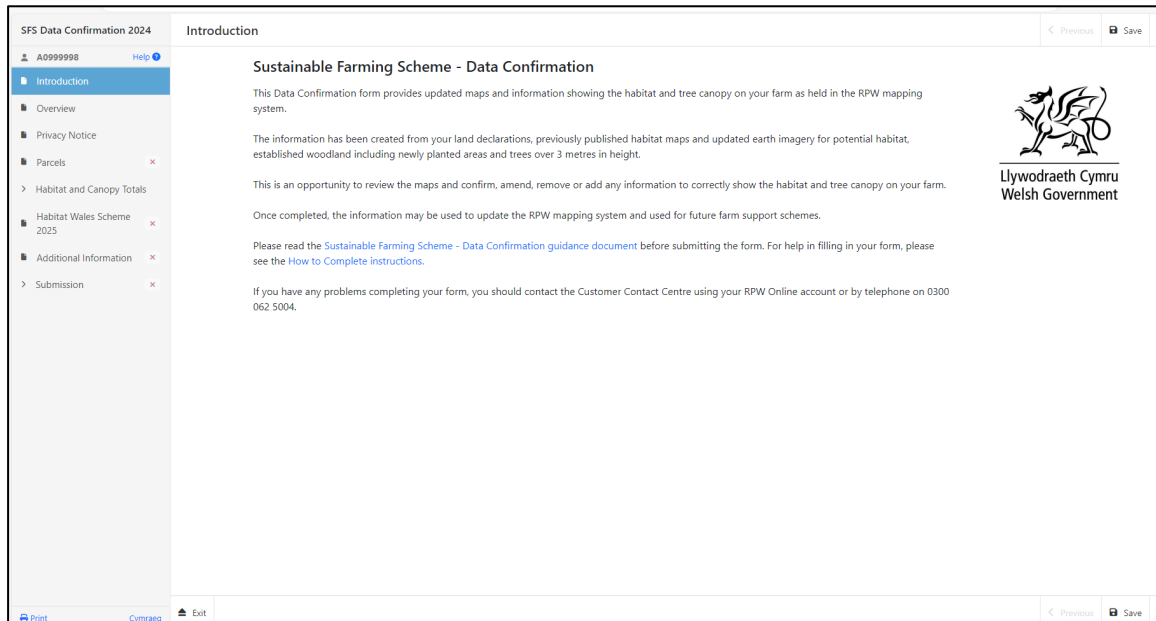 SFS Data Confirmation 2024
Introduction
Previous
Save
A0999998
Help
Introduction
Overview
Privacy Notice
Parcels
Habitat and Canopy Totals
Habitat Wales Scheme
2025
Additional Information
Submission
Sustainable Farming Scheme - Data Confirmation
This Data Confirmation form provides updated maps and information showing the habitat and tree canopy on your farm as held in the RPW mapping
system.
The information has been created from your land declarations, previously published habitat maps and updated earth imagery for potential habitat,
established woodland including newly planted areas and trees over 3 metres in height.
This is an opportunity to review the maps and confirm, amend, remove or add any information to correctly show the habitat and tree canopy on your farm.
Once completed, the information may be used to update the RPW mapping system and used for future farm support schemes.
Please read the Sustainable Farming Scheme - Data Confirmation guidance document before submitting the form. For help in filling in your form, please
see the How to Complete instructions.
If you have any problems completing your form, you should contact the Customer Contact Centre using your RPW Online account or by telephone on 0300
062 5004.
Llywodraeth Cymru
Welsh Government
Print
Cymraeg
Exit
Previous
Save